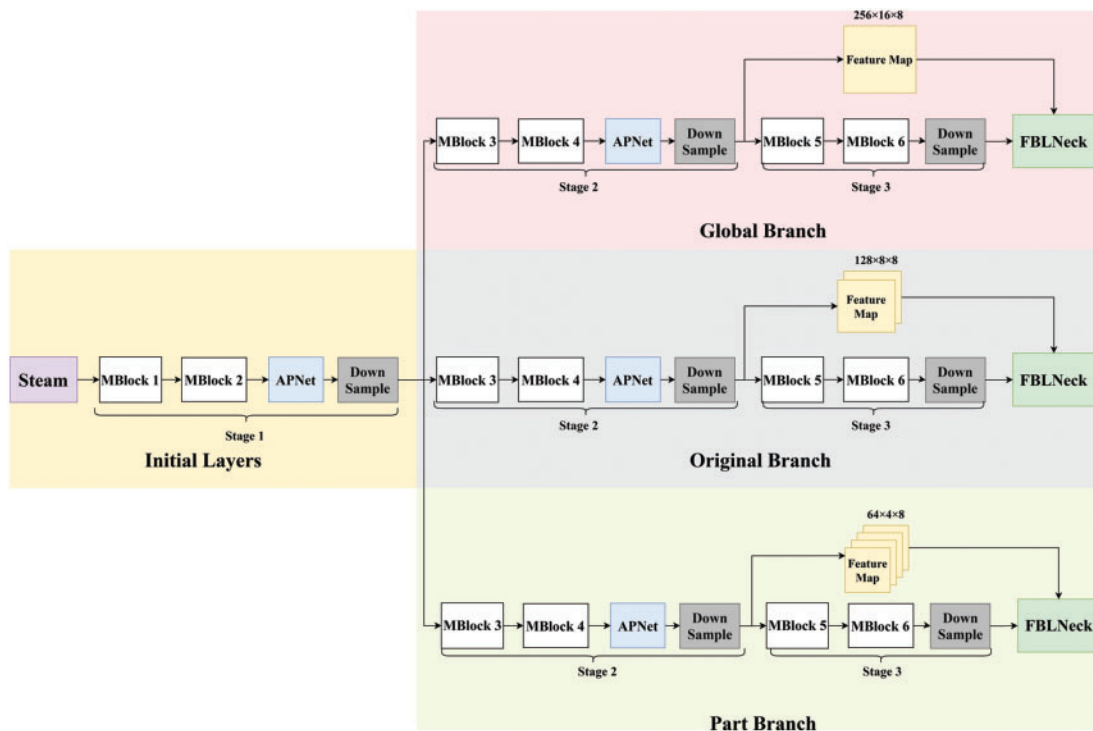 256×16×8
Feature Map
MBlock 3
MBlock 4
APNet
Down
Sample
MBlock 5
MBlock 6
Down
Sample
FBLNeck
Stage 2
Stage 3
Global Branch
128×8×8
Feature
Map
Steam
MBlock 1
MBlock 2
APNet
Down
Sample
MBlock 3
MBlock 4
APNet
Down
Sample
MBlock 5
MBlock 6
Down
Sample
FBLNeck
Stage 1
Stage 2
Stage 3
Initial Layers
Original Branch
64×4×8
Feature
Map
MBlock 3
MBlock 4
APNet
Down
Sample
MBlock 5
MBlock 6
Down
Sample
FBLNeck
Stage 2
Stage 3
Part Branch